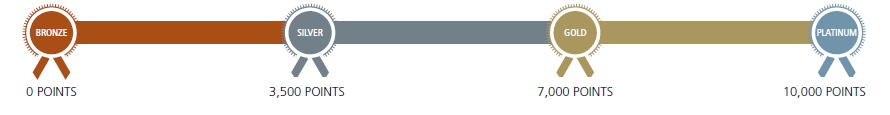 BRONZE SILVER GOLD PLATINUM
0 POINTS 3,500 POINTS 7,000 POINTS 10,000 POINTS